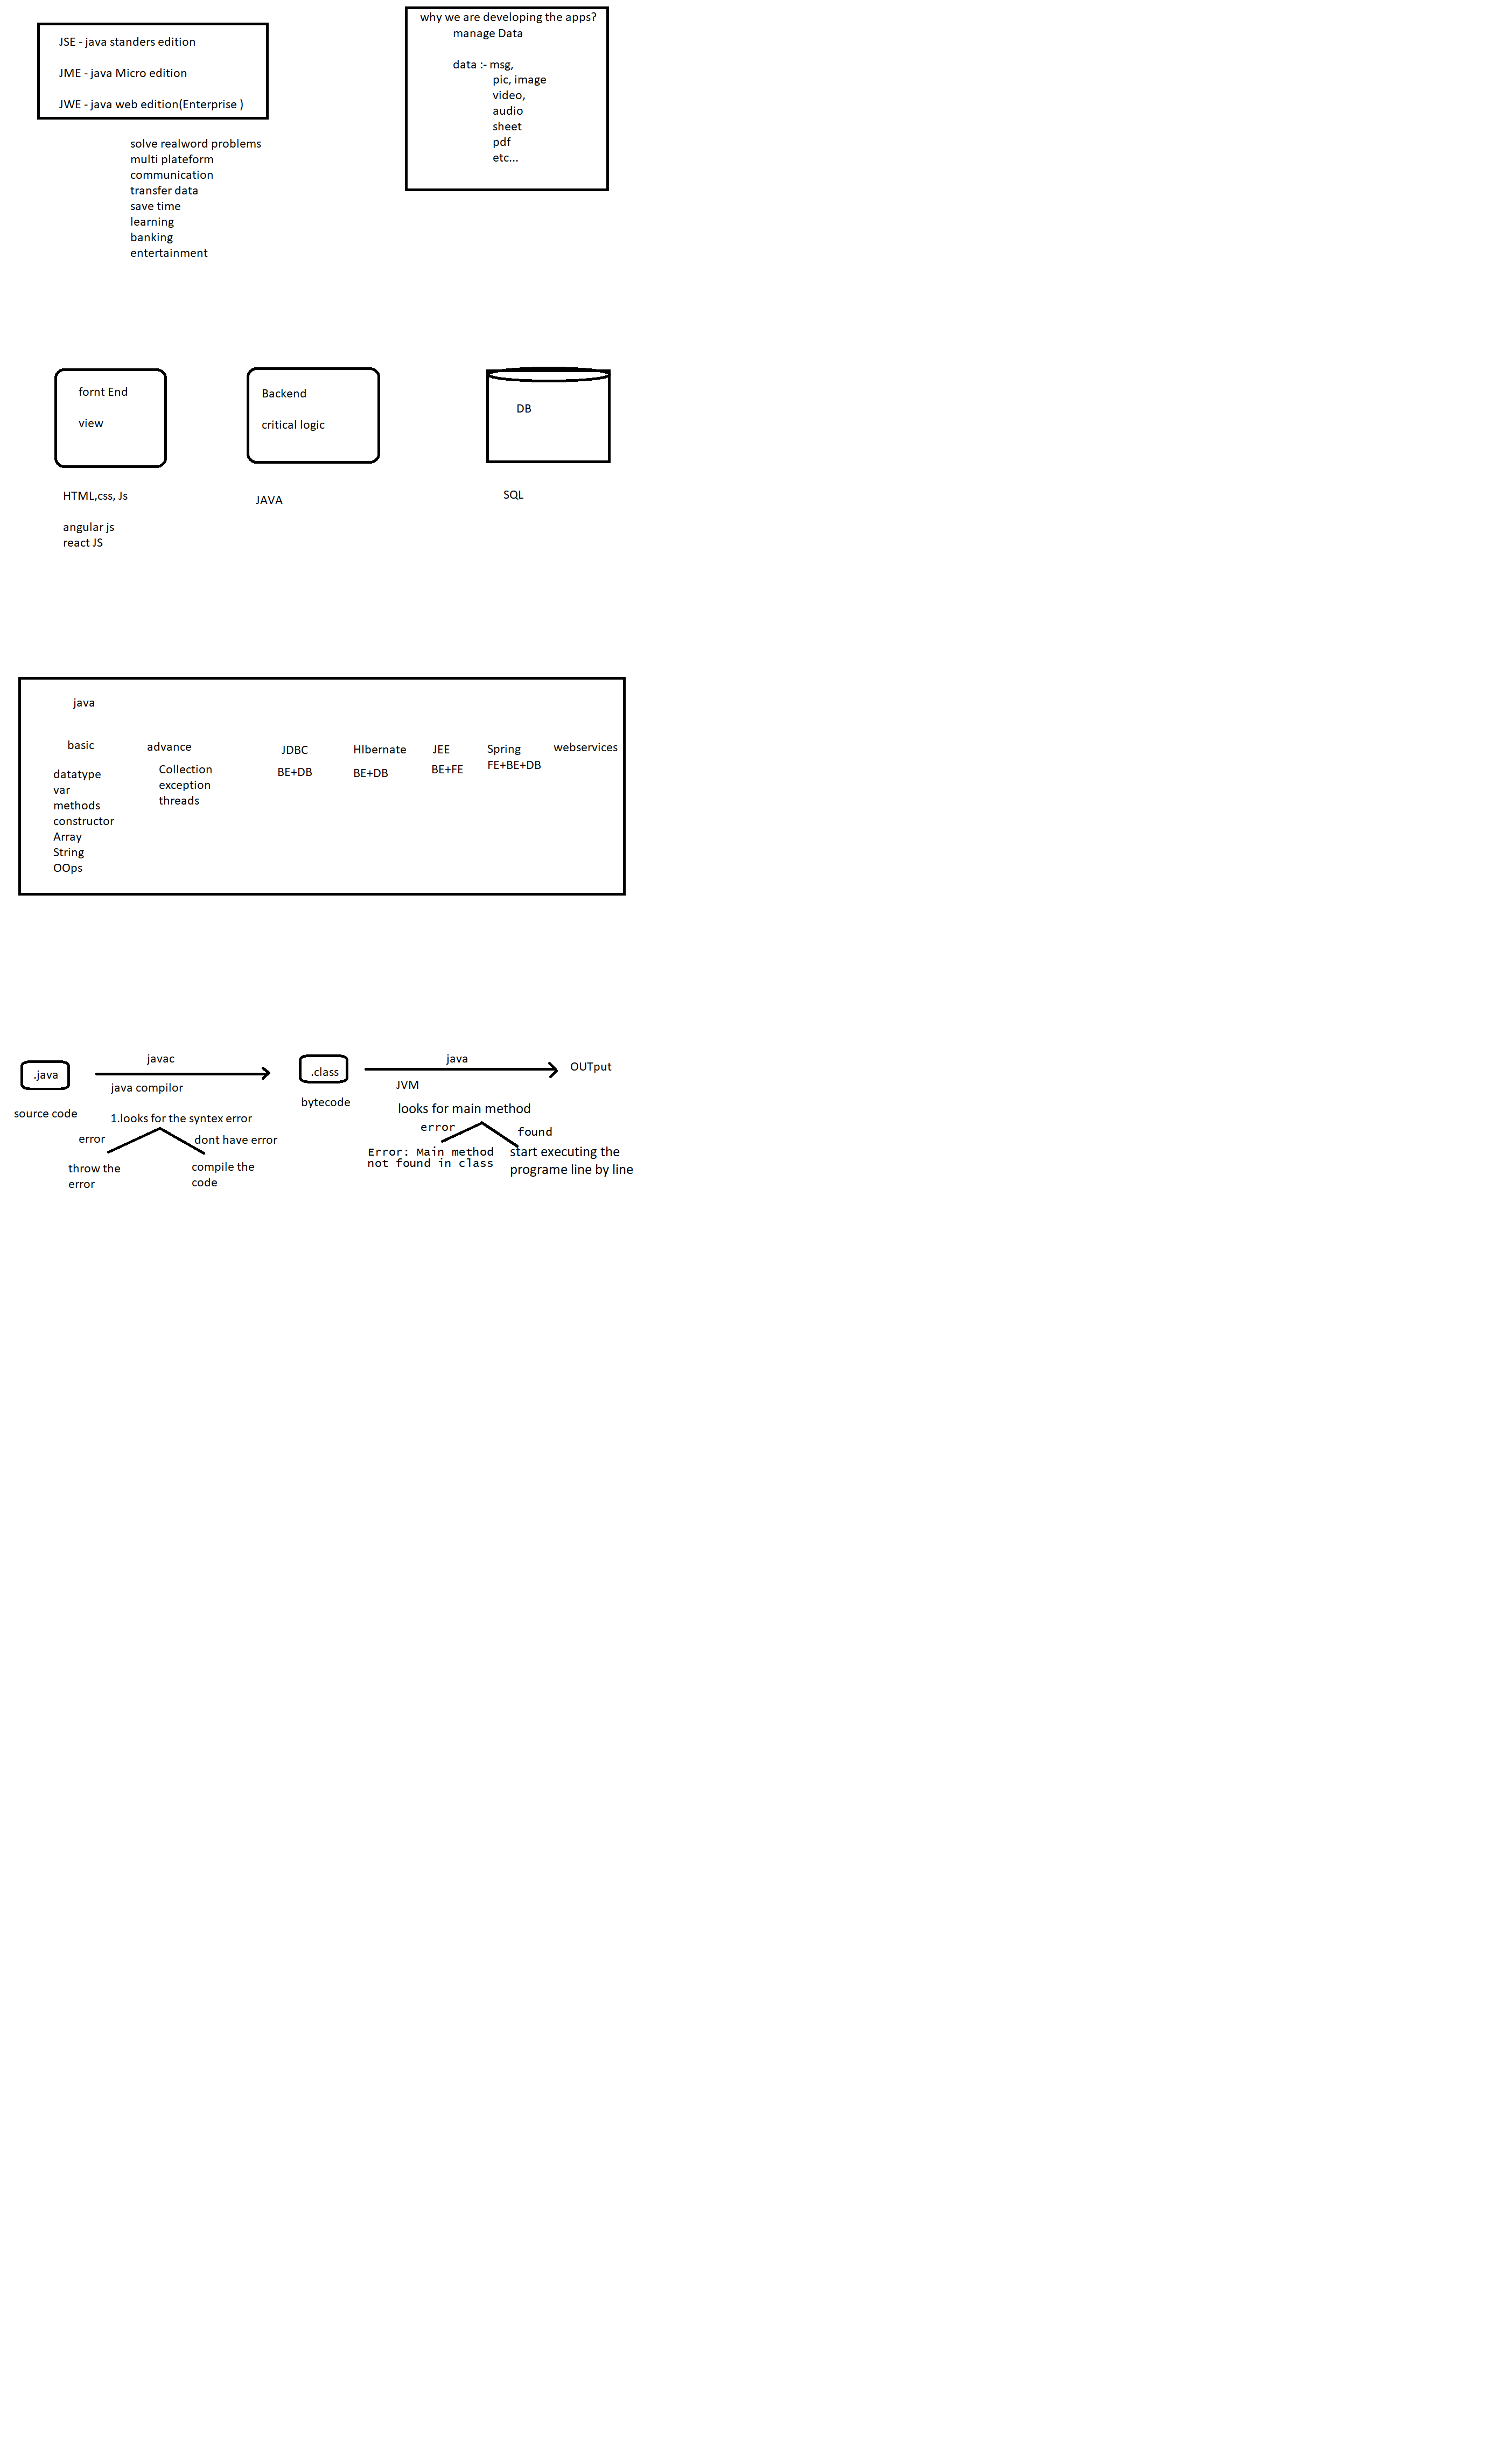 JSE - java standers edition
JME - java Micro edition
JWE - java web edition(Enterprise )
solve realword problems
multi plateform
communication
transfer data
save time
learning
banking
entertainment
why we are developing the apps?
manage Data
data :- msg,
pic, image
video,
audio
sheet
pdf
etc...
fornt End
view
HTML,css, Js
angular js
react JS
Backend
critical logic
JAVA
DB
SQL
java
basic
datatype
var
methods
constructor
Array
String
OOps
advance
Collection
exception
threads
JDBC
BE+DB
HIbernate
BE+DB
JEE
BE+FE
Spring
FE+BE+DB
webservices
.java
source code
javac
java compilor
1.looks for the syntex error
error
throw the
error
dont have error
compile the
code
.class
bytecode
java
JVM
looks for main method
error
Error: Main method
not found in class
found
start executing the
programe line by line
OUTput